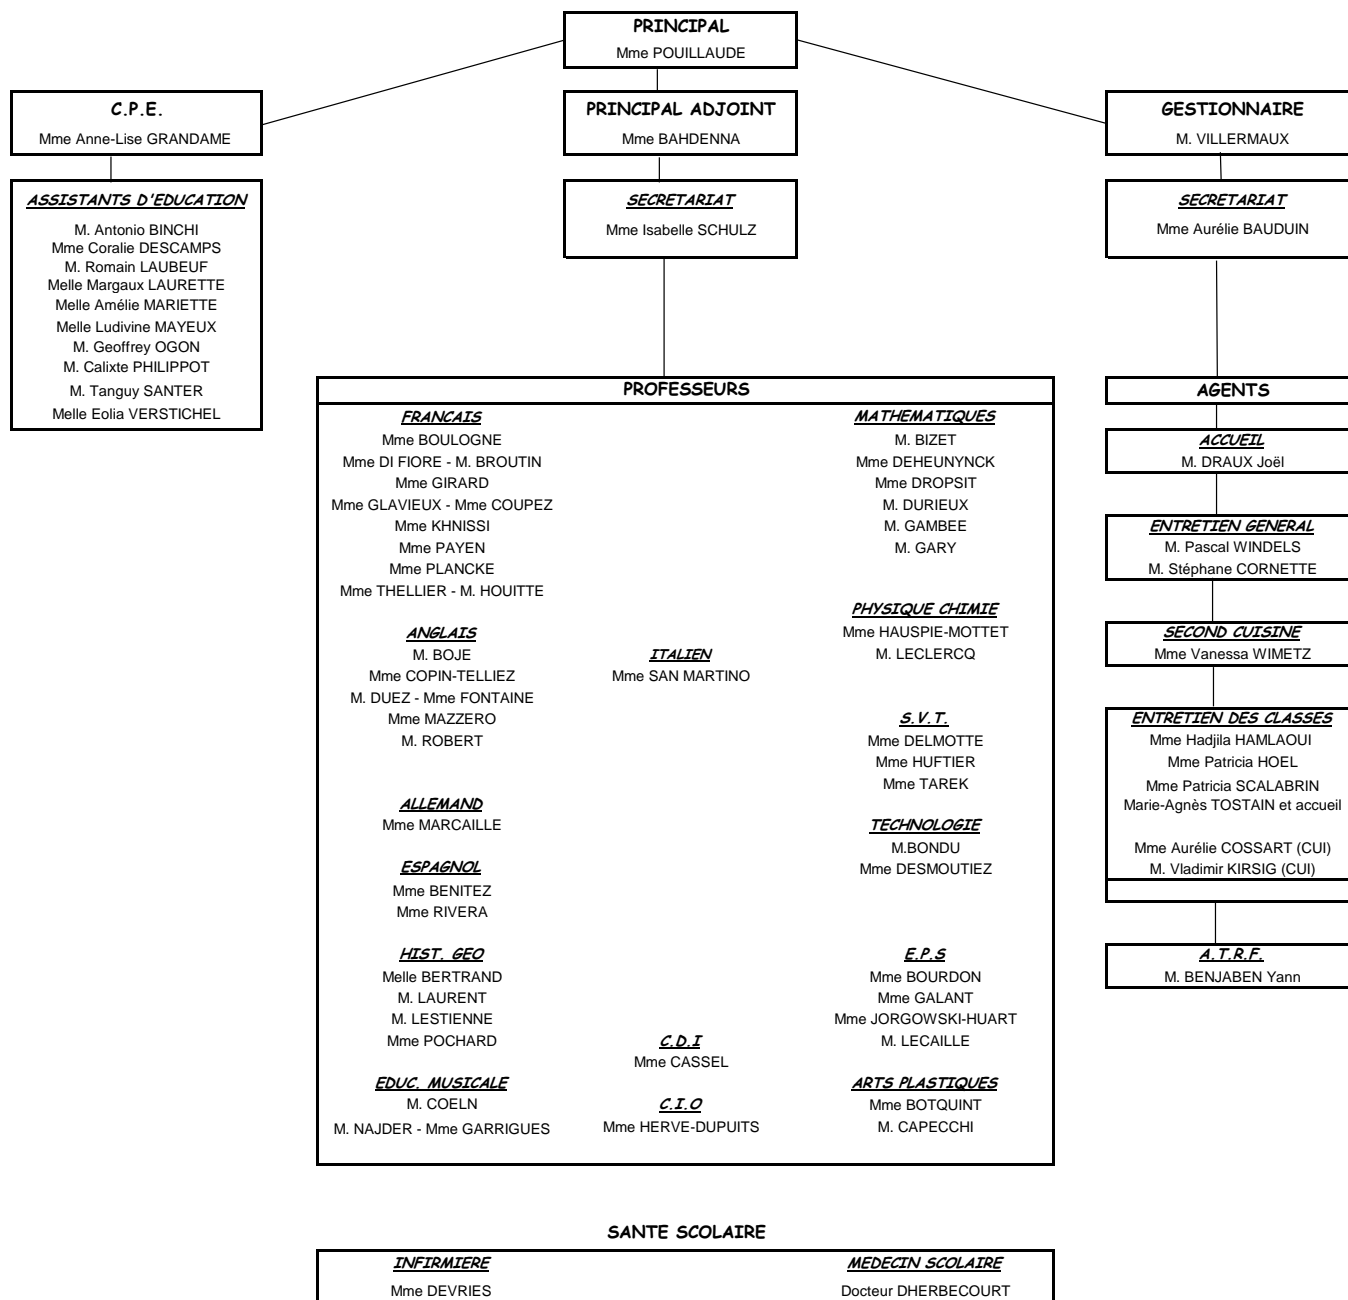 PRINCIPAL
Mme POUILLAUDE
C.P.E.
Mme Anne-Lise GRANDAME
PRINCIPAL ADJOINT
Mme BAHDENNA
GESTIONNAIRE
M. VILLERMAUX
ASSISTANTS D'EDUCATION
M. Antonio BINCHI
Mme Coralie DESCAMPS
M. Romain LAUBEUF
Melle Margaux LAURETTE
Melle Amélie MARIETTE
Melle Ludivine MAYEUX
M. Geoffrey OGON
M. Calixte PHILIPPOT
M. Tanguy SANTER
Melle Eolia VERSTICHEL
SECRETARIAT
Mme Isabelle SCHULZ
SECRETARIAT
Mme Aurélie BAUDUIN
PROFESSEURS
FRANCAIS
Mme BOULOGNE
Mme DI FIORE - M. BROUTIN
Mme GIRARD
Mme GLAVIEUX - Mme COUPEZ
Mme KHNISSI
Mme PAYEN
Mme PLANCKE
Mme THELLIER - M. HOUITTE
ANGLAIS
M. BOJE
Mme COPIN-TELLIEZ
M. DUEZ - Mme FONTAINE
Mme MAZZERO
M. ROBERT
ALLEMAND
Mme MARCAILLE
ESPAGNOL
Mme BENITEZ
Mme RIVERA
HIST. GEO
Melle BERTRAND
M. LAURENT
M. LESTIENNE
Mme POCHARD
EDUC. MUSICALE
M. COELN
M. NAJDER - Mme GARRIGUES
ITALIEN
Mme SAN MARTINO
C.D.I
Mme CASSEL
C.I.O
Mme HERVE-DUPUITS
MATHEMATIQUES
M. BIZET
Mme DEHEUNYNCK
Mme DROPSIT
M. DURIEUX
M. GAMBEE
M. GARY
PHYSIQUE CHIMIE
Mme HAUSPIE-MOTTET
M. LECLERCQ
S.V.T.
Mme DELMOTTE
Mme HUFTIER
Mme TAREK
TECHNOLOGIE
M.BONDU
Mme DESMOUTIEZ
E.P.S
Mme BOURDON
Mme GALANT
Mme JORGOWSKI-HUART
M. LECAILLE
ARTS PLASTIQUES
Mme BOTQUINT
M. CAPECCHI
AGENTS
ACCUEIL
M. DRAUX Joël
ENTRETIEN GENERAL
M. Pascal WINDELS
M. Stéphane CORNETTE
SECOND CUISINE
Mme Vanessa WIMETZ
ENTRETIEN DES CLASSES
Mme Hadjila HAMLAOUI
Mme Patricia HOEL
Mme Patricia SCALABRIN
Marie-Agnès TOSTAIN et accueil
Mme Aurélie COSSART (CUI)
M. Vladimir KIRSIG (CUI)
A.T.R.F.
M. BENJABEN Yann
SANTE SCOLAIRE
INFIRMIERE
Mme DEVRIES
MEDECIN SCOLAIRE
Docteur DHERBECOURT